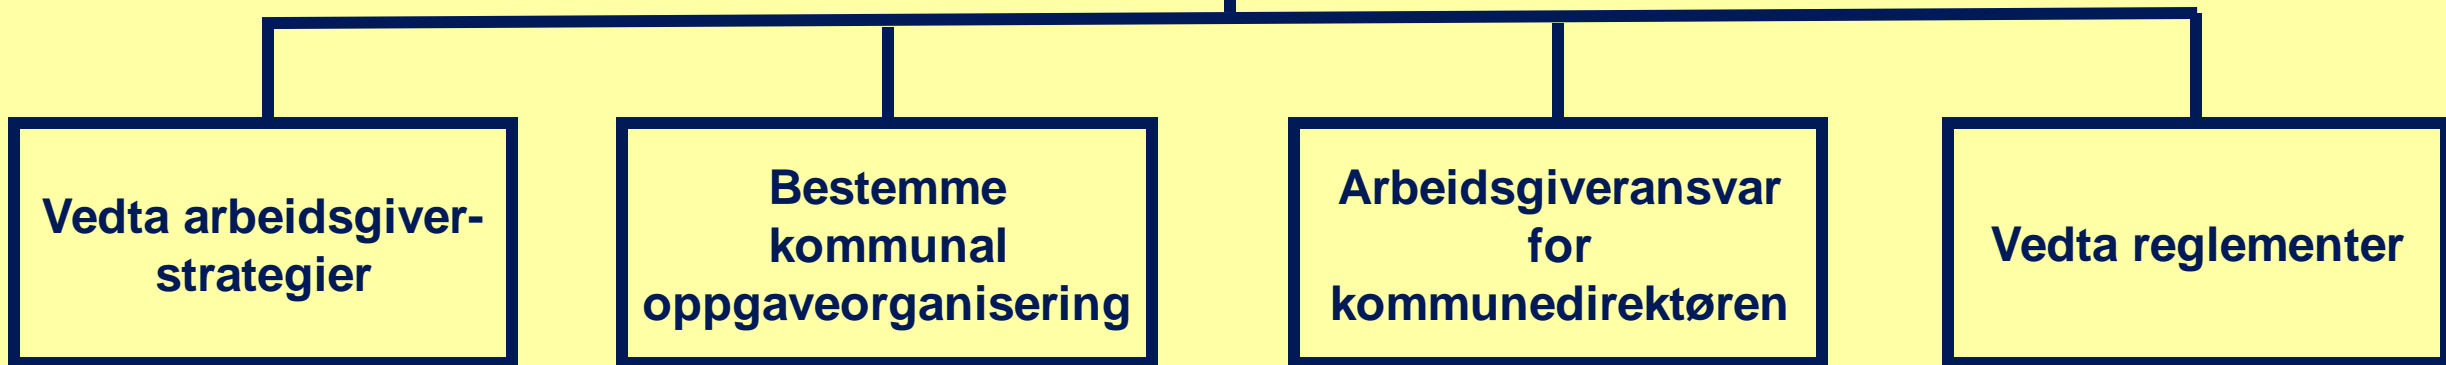 Vedta arbeidsgiver-
strategier
Bestemme
kommunal
oppgaveorganisering
Arbeidsgiveransvar
for
kommunedirektøren
Vedta reglementer